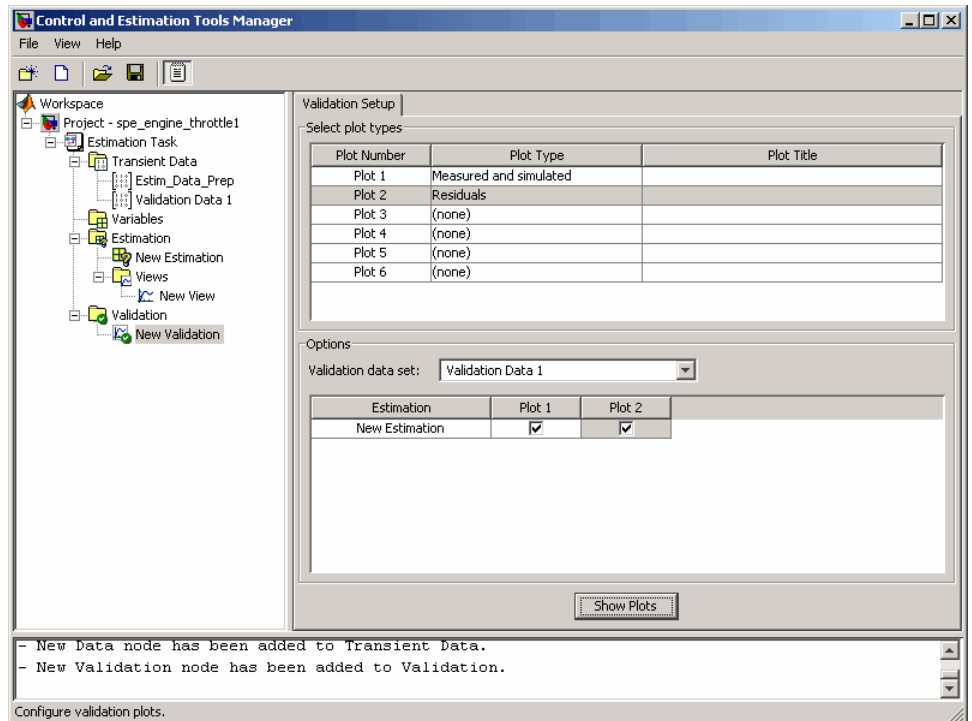 Control and Estimation Tools Manager
File View Help
Workspace
Project - spe_engine_throttle1
Estimation Task
Transient Data
Estim_Data_Prep
Validation Data 1
Variables
Estimation
New Estimation
Views
New View
Validation
New Validation
Validation Setup
Select plot types
Plot Number Plot Type Plot Title
Plot 1 Measured and simulated
Plot 2 Residuals
Plot 3 (none)
Plot 4 (none)
Plot 5 (none)
Plot 6 (none)
Options
Validation data set: Validation Data 1
Estimation Plot 1 Plot 2
New Estimation
Show Plots
- New Data node has been added to Transient Data.
- New Validation node has been added to Validation.
Configure validation plots.